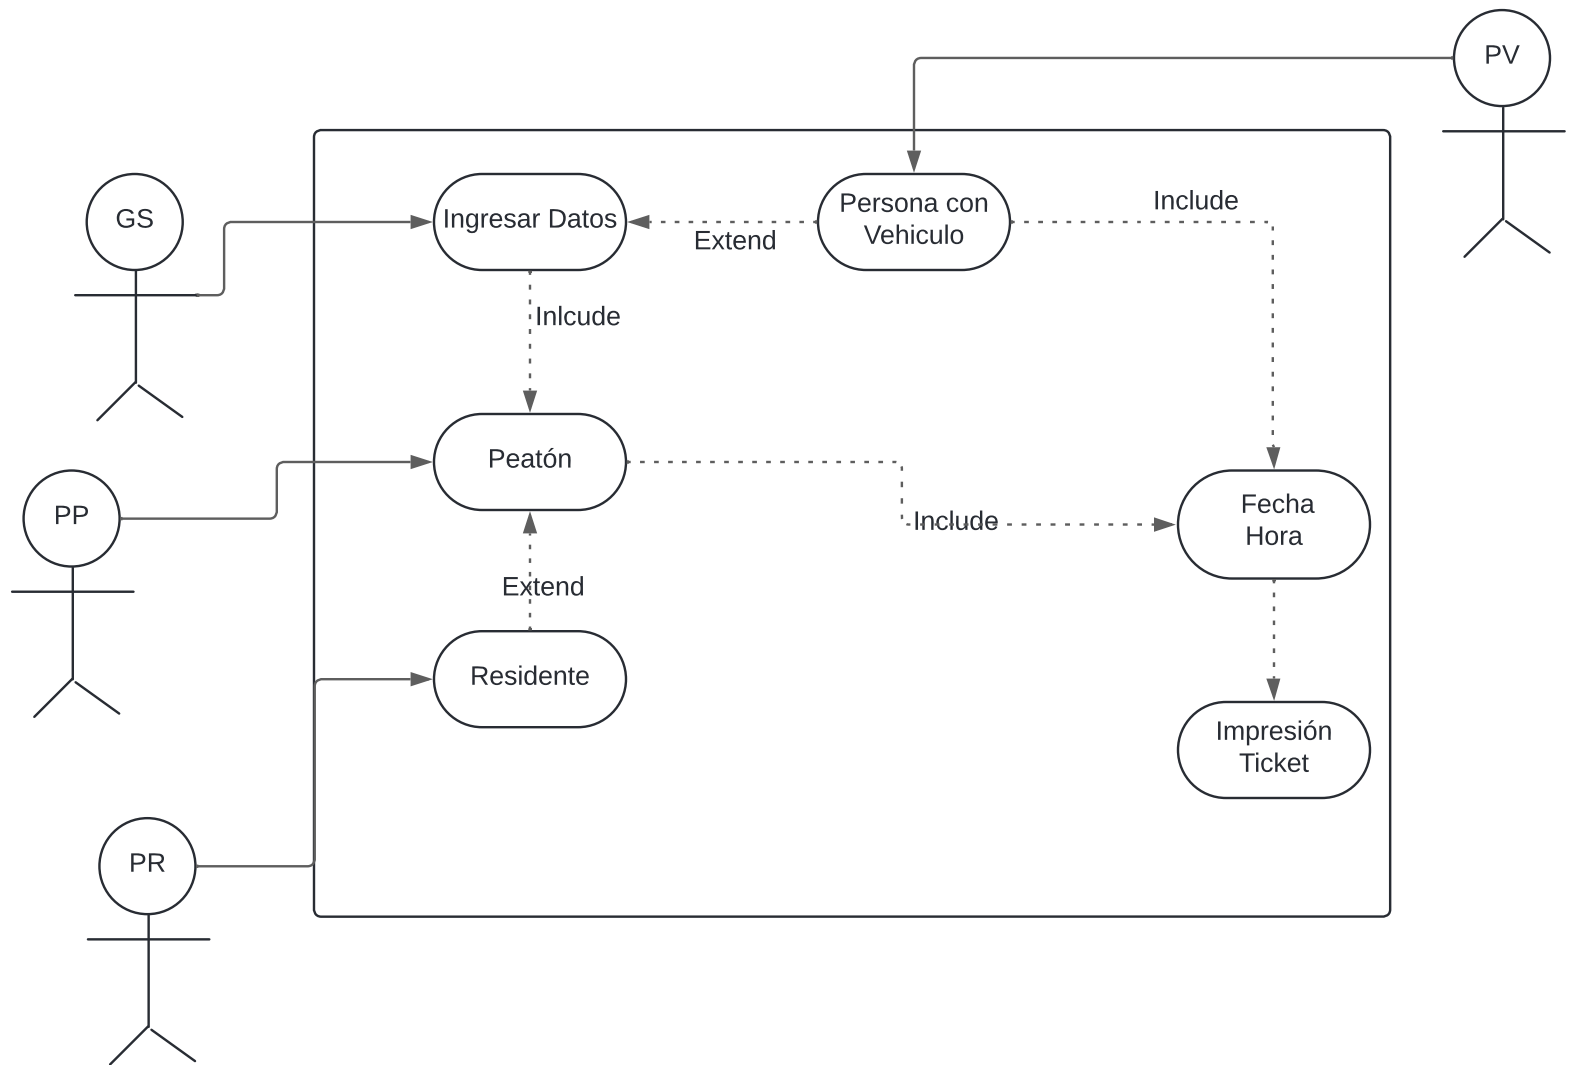 PV
GS
Ingresar Datos
Persona con
Vehiculo
Include
Extend
Inlcude
PP
Peatón
Include
Fecha
Hora
Extend
Residente
Impresión
Ticket
PR